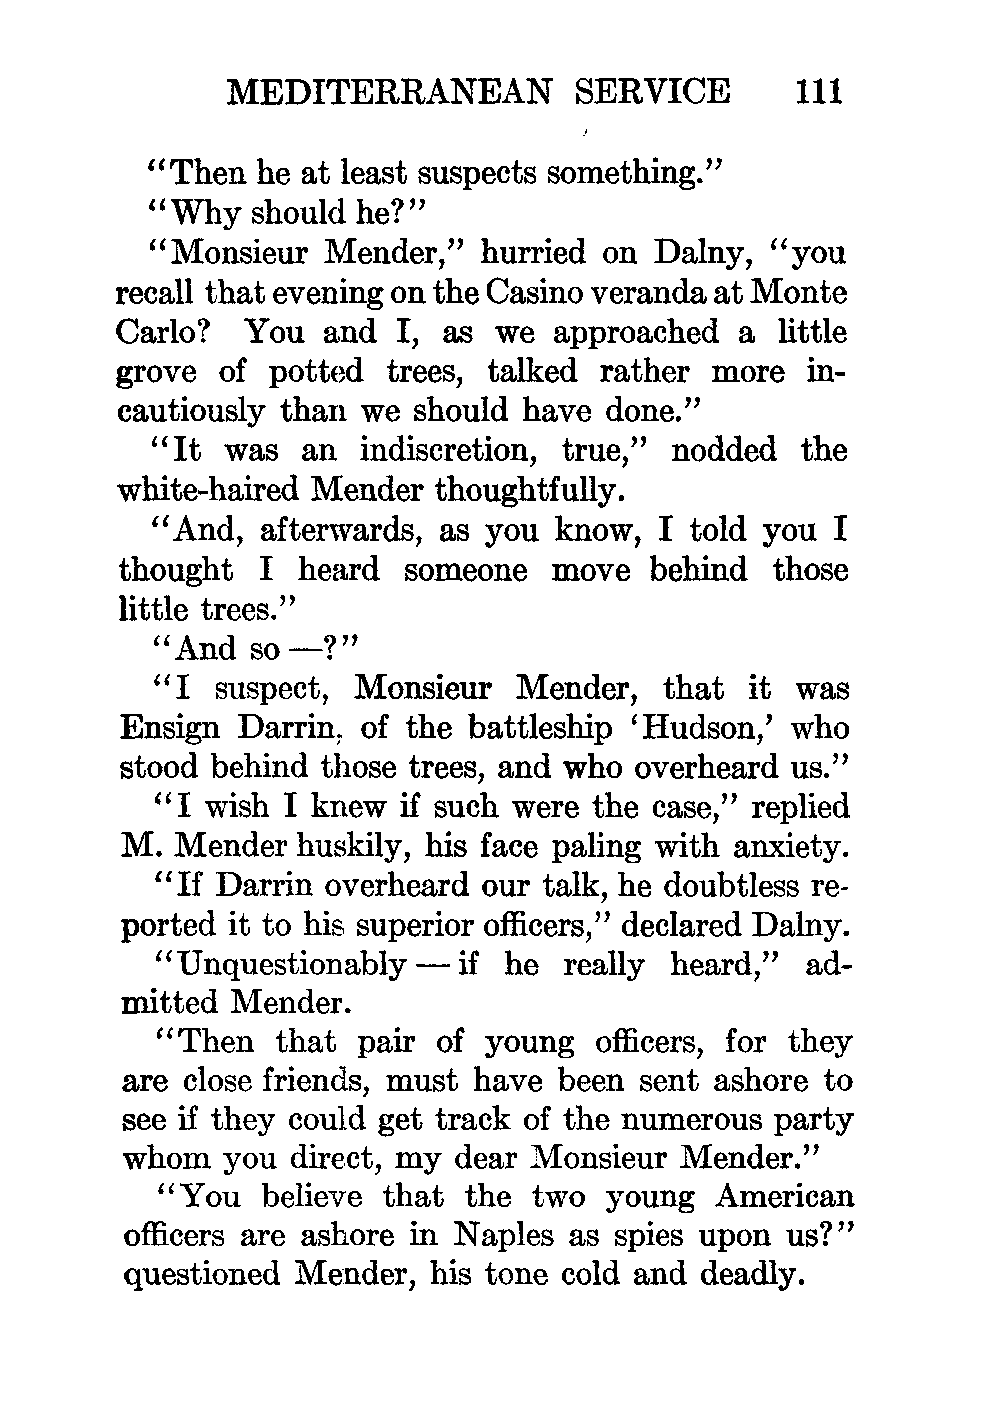 MEDITERRANEAN SERVICE 111
“Then he at least suspects something.”
“Why should he?”
“Monsieur Mender,” hurried on Dalny, “you
recall that evening on the Casino veranda at Monte
Carlo? You and I, as we approached a little
grove of potted trees, talked rather more in-
cautiously than we should have done.”
“It was an indiscretion, true,” nodded the
white-haired Mender thoughtfully.
“And, afterwards, as you know, I told you I
thought I heard someone move behind those
little trees.”
“And so —?”
“I suspect, Monsieur Mender, that it was
Ensign Darrin, of the battleship ‘Hudson,’ who
stood behind those trees, and who overheard us.”
“I wish I knew if such were the case,” replied
M. Mender huskily, his face paling with anxiety.
“If Darrin overheard our talk, he doubtless re-
ported it to his superior officers,” declared Dalny.
“Unquestionably — if he really heard,” ad-
mitted Mender.
“Then that pair of young officers, for they
are close friends, must have been sent ashore to
see if they could get track of the numerous party
whom you direct, my dear Monsieur Mender.”
“You believe that the two young American
officers are ashore in Naples as spies upon us?”
questioned Mender, his tone cold and deadly.